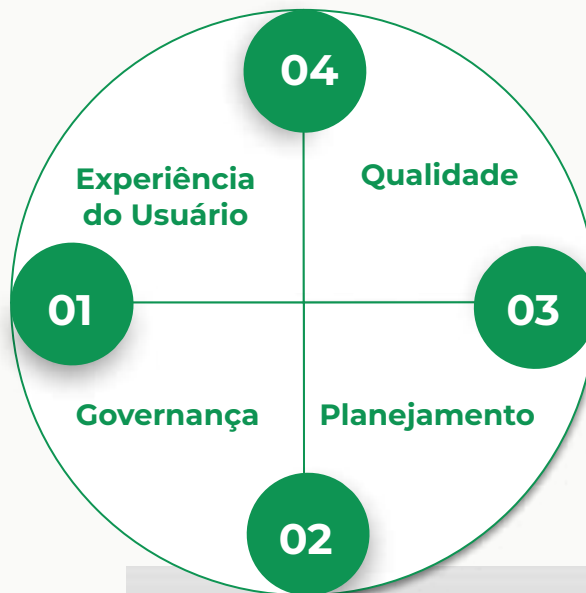 04
Experiência
do Usuário
Qualidade
01
03
Governança
Planejamento
02